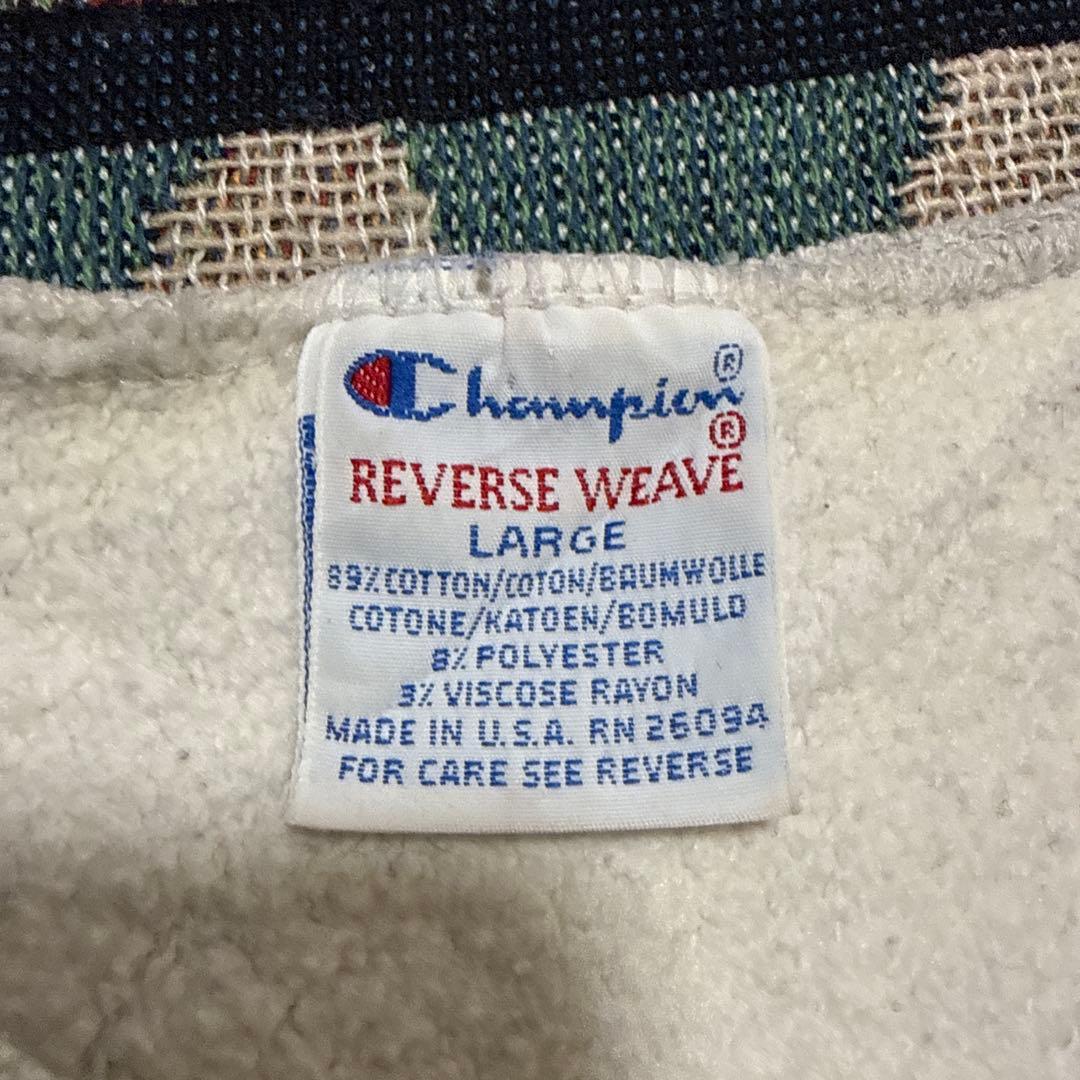 Champion®
REVERSE WEAVE®
LARGE
89% COTTON/COTON/BAUMWOLLE
COTONE/KATOEN/BOMULD
8% POLYESTER
3% VISCOSE RAYON
MADE IN U.S.A. RN 26094
FOR CARE SEE REVERSE